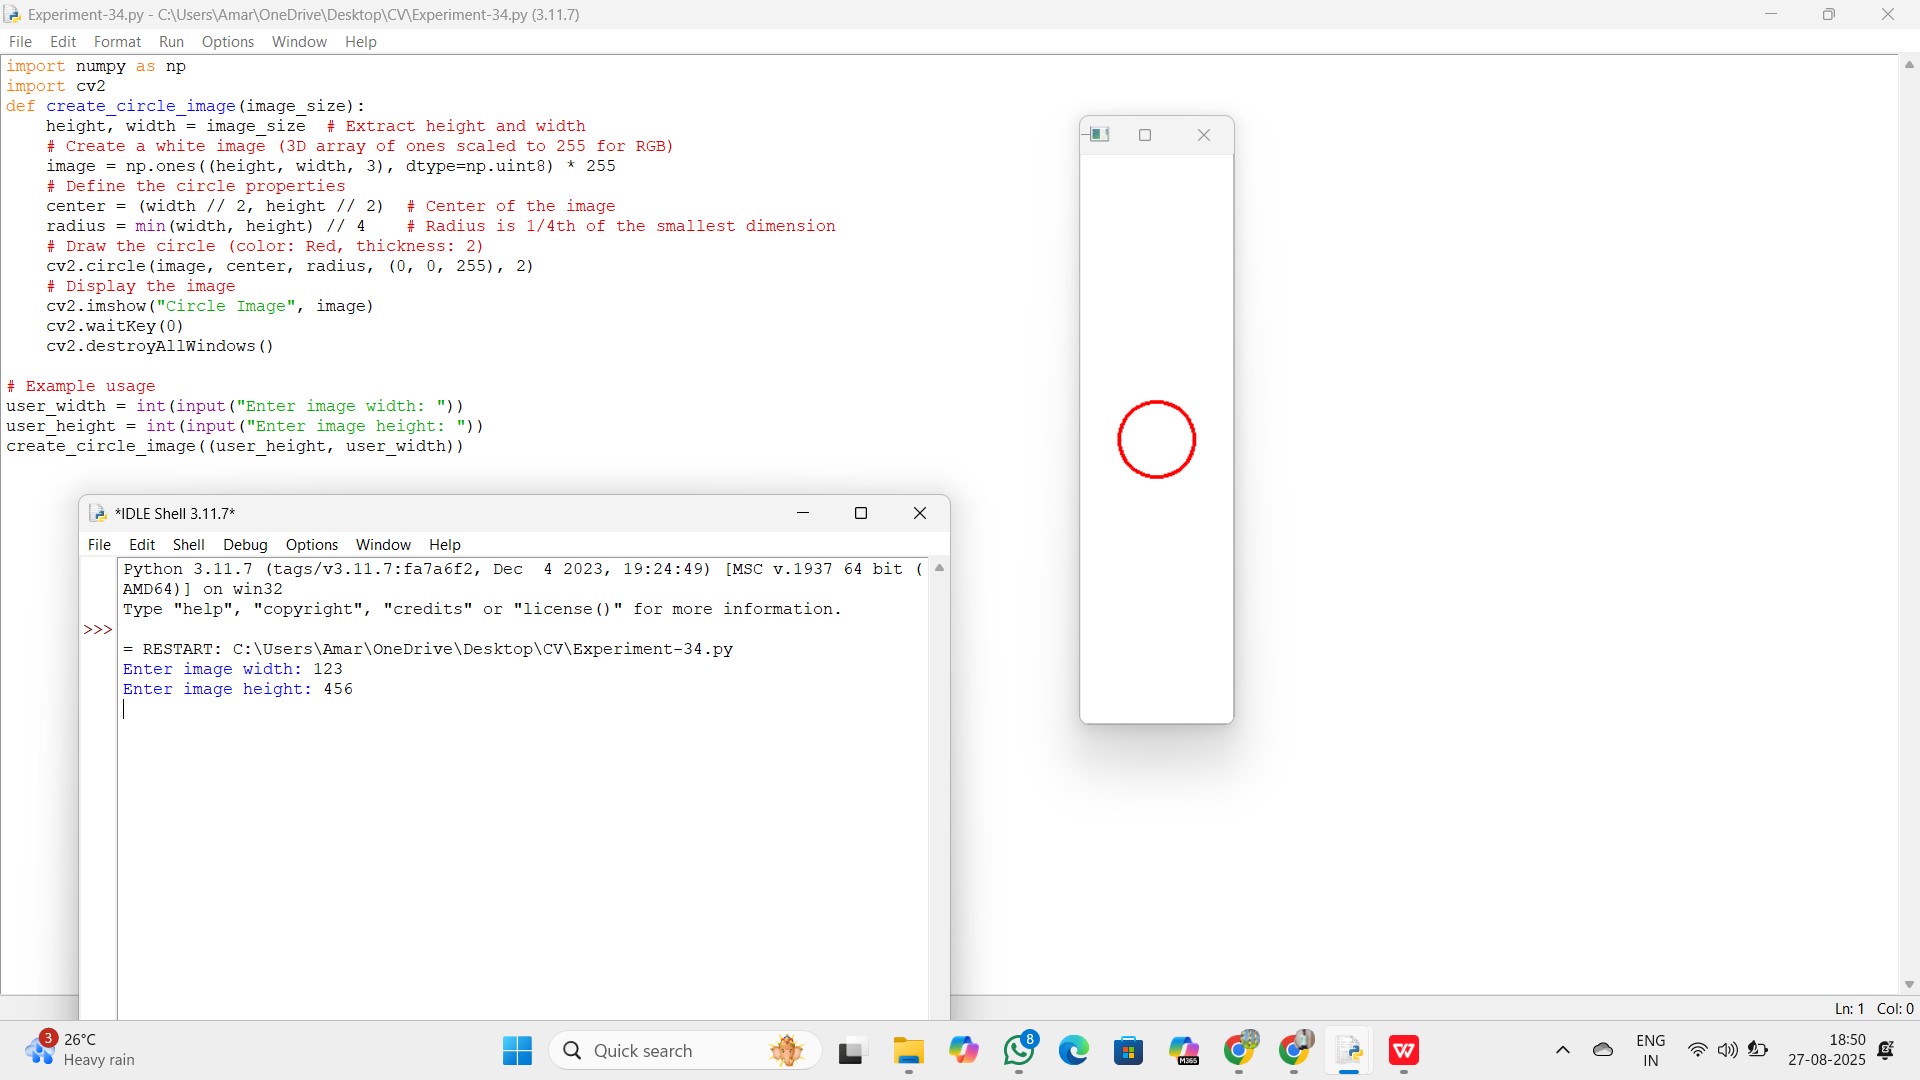 Experiment-34.py - C:\Users\Amar\OneDrive\Desktop\CV\Experiment-34.py (3.11.7)
File Edit Format Run Options Window Help
import numpy as np
import cv2
def create_circle_image(image_size):
    height, width = image_size  # Extract height and width
    # Create a white image (3D array of ones scaled to 255 for RGB)
    image = np.ones((height, width, 3), dtype=np.uint8) * 255
    # Define the circle properties
    center = (width // 2, height // 2)  # Center of the image
    radius = min(width, height) // 4    # Radius is 1/4th of the smallest dimension
    # Draw the circle (color: Red, thickness: 2)
    cv2.circle(image, center, radius, (0, 0, 255), 2)
    # Display the image
    cv2.imshow("Circle Image", image)
    cv2.waitKey(0)
    cv2.destroyAllWindows()
# Example usage
user_width = int(input("Enter image width: "))
user_height = int(input("Enter image height: "))
create_circle_image((user_height, user_width))
*IDLE Shell 3.11.7*
File Edit Shell Debug Options Window Help
Python 3.11.7 (tags/v3.11.7:fa7a6f2, Dec  4 2023, 19:24:49) [MSC v.1937 64 bit (
AMD64)] on win32
Type "help", "copyright", "credits" or "license()" for more information.
>>>
= RESTART: C:\Users\Amar\OneDrive\Desktop\CV\Experiment-34.py
Enter image width: 123
Enter image height: 456
Ln: 1 Col: 0
3
26°C
Heavy rain
Quick search
8
M365
W
ENG
IN
18:50
27-08-2025